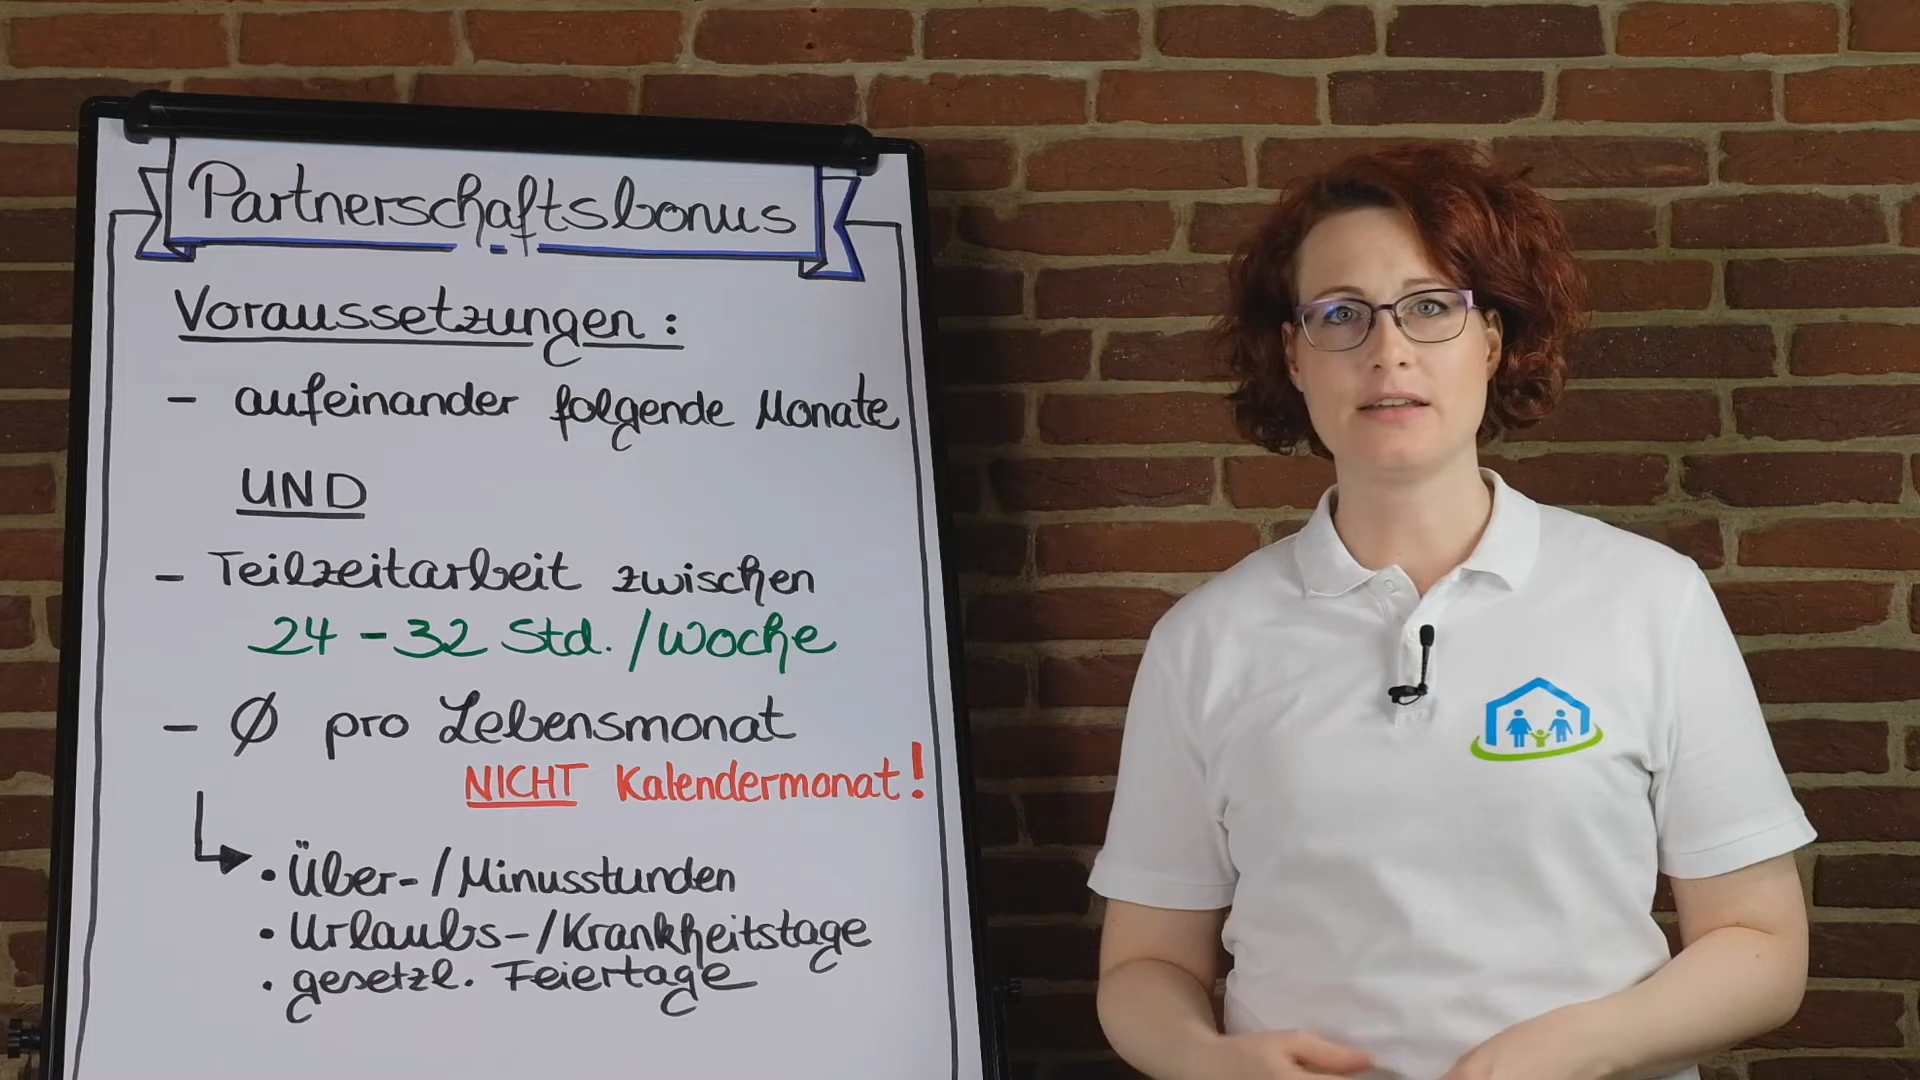 Partnerschaftsbonus
Voraussetzungen:
- aufeinander folgende Monate
UND
- Teilzeitarbeit zwischen
24 - 32 Std. / Woche
- Ø pro Lebensmonat
NICHT Kalendermonat!
• Über- / Minusstunden
• Urlaubs- / Krankheitstage
• gesetzl. Feiertage